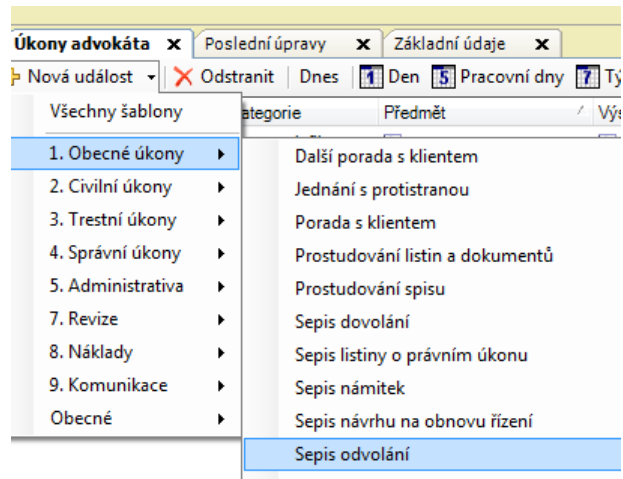 Úkony advokáta x Poslední úpravy x Základní údaje x
Nová událost Odstranit Dnes 1 Den 5 Pracovní dny 7
Všechny šablony
Předmět
1. Obecné úkony
2. Civilní úkony
3. Trestní úkony
4. Správní úkony
5. Administrativa
7. Revize
8. Náklady
9. Komunikace
Obecné
Další porada s klientem
Jednání s protistranou
Porada s klientem
Prostudování listin a dokumentů
Prostudování spisu
Sepis dovolání
Sepis listiny o právním úkonu
Sepis námitek
Sepis návrhu na obnovu řízení
Sepis odvolání